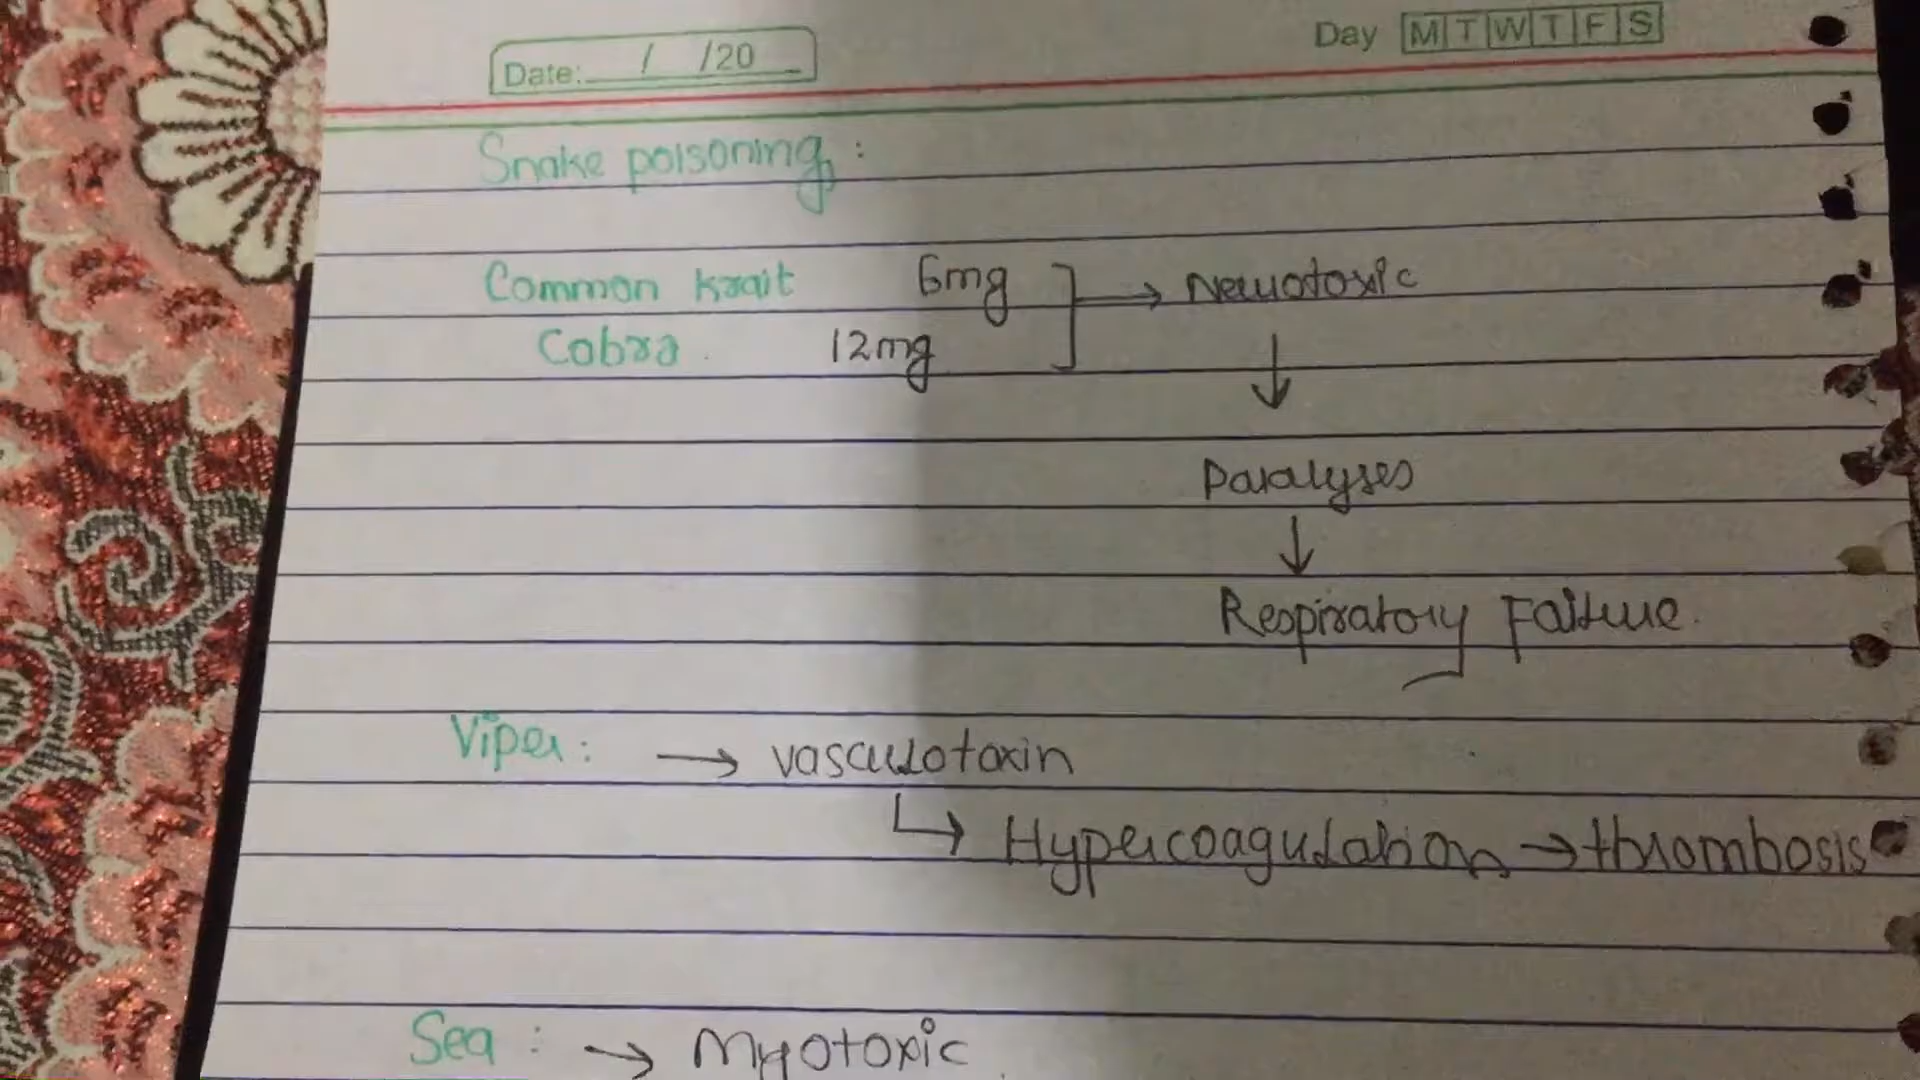 Date: / /20 Day M T W T F S
Snake poisoning :
Common krait 6mg → Neurotoxic
Cobra 12mg
↓
Paralyses
↓
Respiratory Failure.
Viper : → vasculotoxin
↳ Hypercoagulation → thrombosis
Sea : → Myotoxic